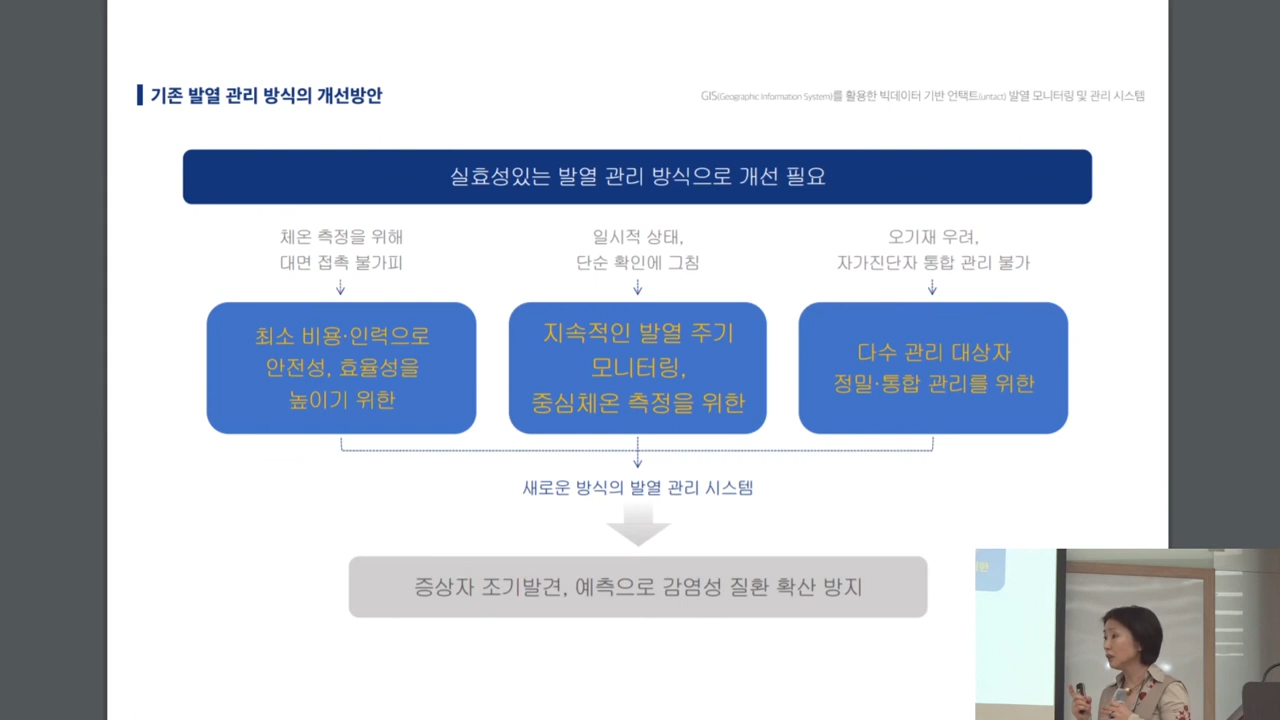 기존 발열 관리 방식의 개선방안
GIS(Geographic Information System)를 활용한 빅데이터 기반 언택트(untact) 발열 모니터링 및 관리 시스템
실효성있는 발열 관리 방식으로 개선 필요
체온 측정을 위해
대면 접촉 불가피
일시적 상태,
단순 확인에 그침
오기재 우려,
자가진단자 통합 관리 불가
최소 비용·인력으로
안전성, 효율성을
높이기 위한
지속적인 발열 주기
모니터링,
중심체온 측정을 위한
다수 관리 대상자
정밀·통합 관리를 위한
새로운 방식의 발열 관리 시스템
증상자 조기발견, 예측으로 감염성 질환 확산 방지